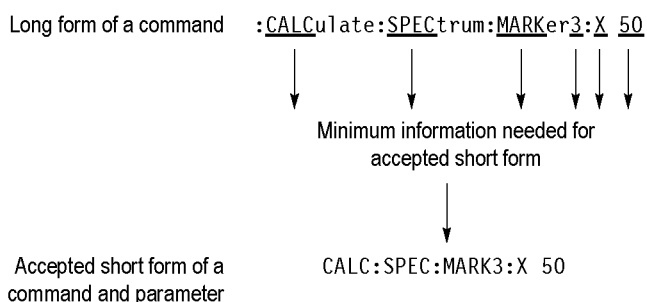 Long form of a command :CALCulate:SPECtrum:MARKer3:X 50
Minimum information needed for
accepted short form
Accepted short form of a CALC:SPEC:MARK3:X 50
command and parameter